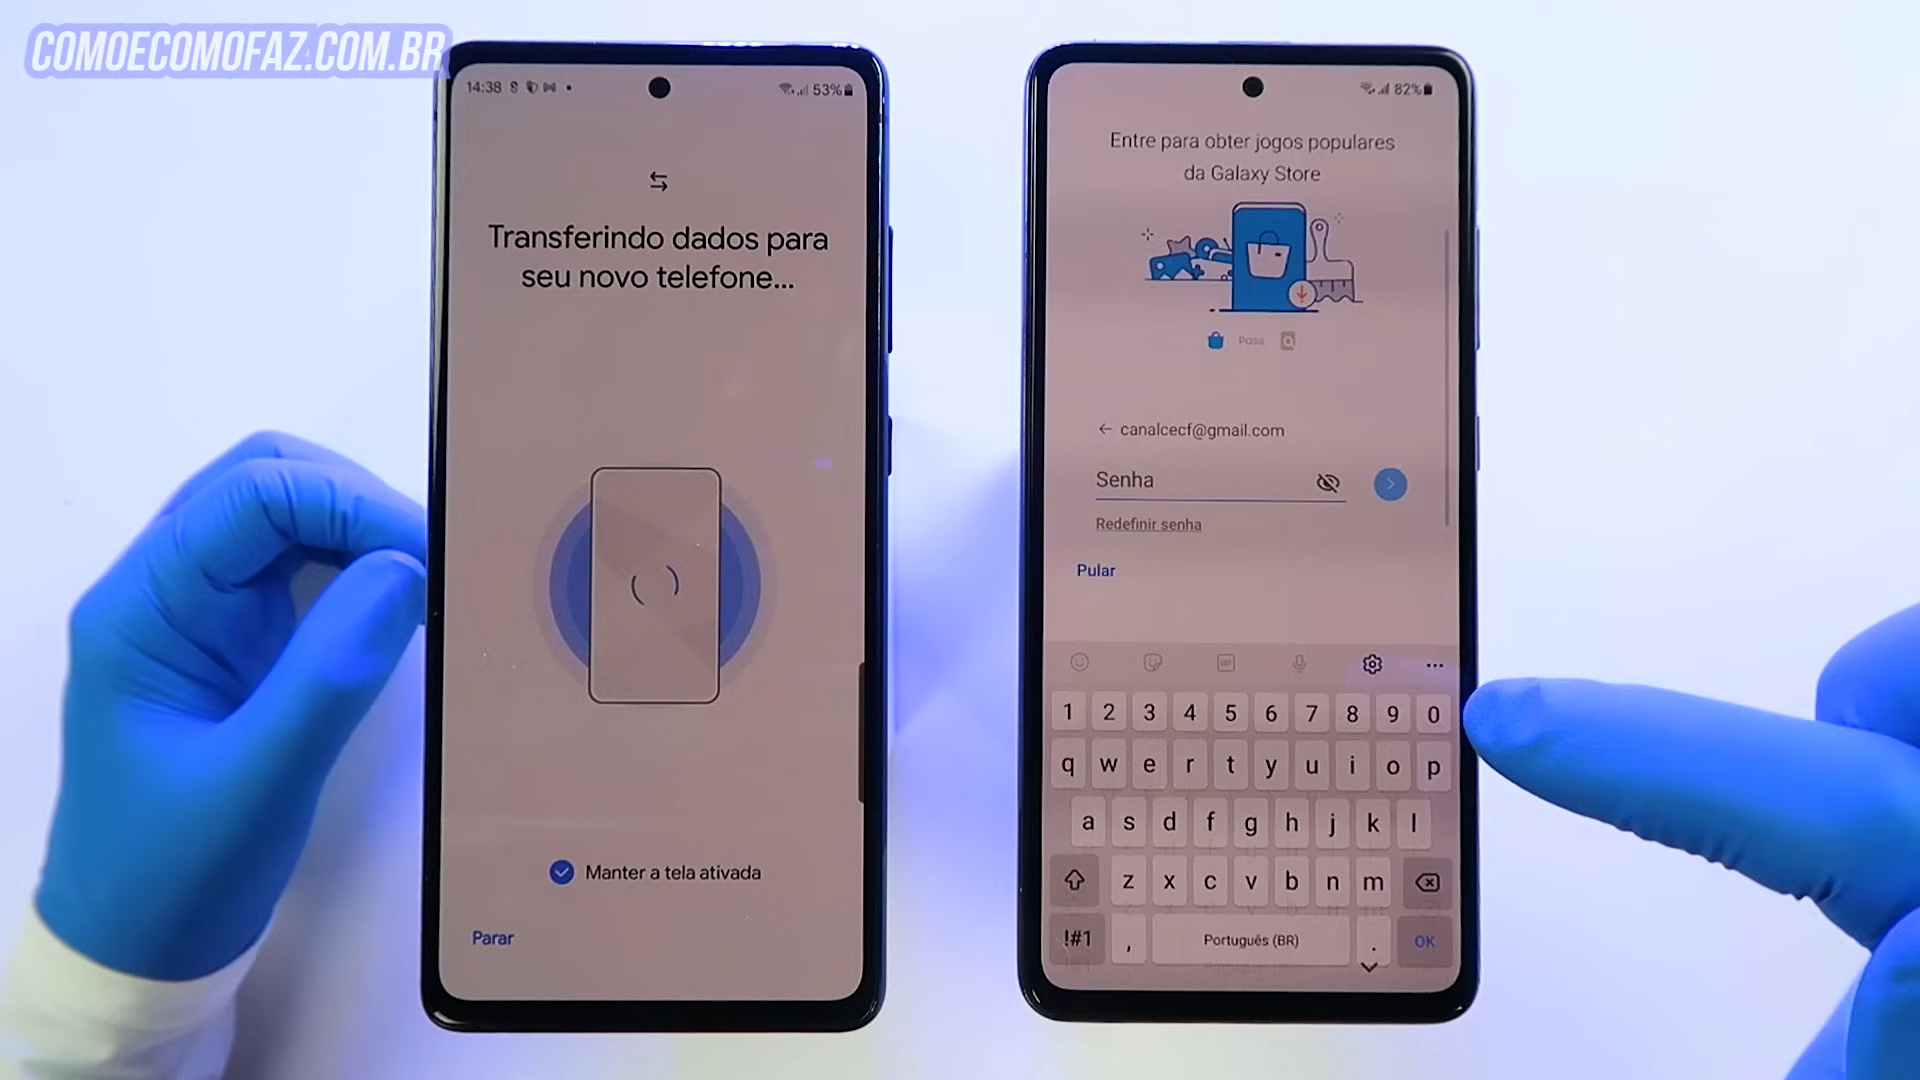 COMOECOMOFAZ.COM.BR
14:38
53%
Transferindo dados para
seu novo telefone...
Manter a tela ativada
Parar
82%
Entre para obter jogos populares
da Galaxy Store
Pass
canalcecf@gmail.com
Senha
Redefinir senha
Pular
GIF
1 2 3 4 5 6 7 8 9 0
q w e r t y u i o p
a s d f g h j k l
z x c v b n m
!#1 , Português (BR) . OK